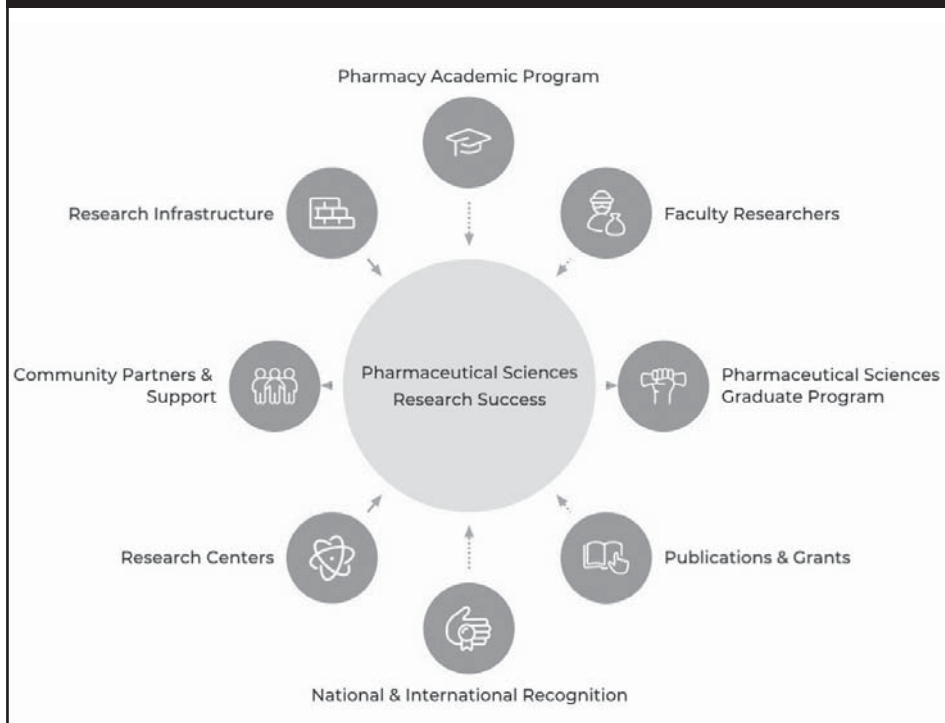 Pharmacy Academic Program
Research Infrastructure
Faculty Researchers
Community Partners &
Support
Pharmaceutical Sciences
Research Success
Pharmaceutical Sciences
Graduate Program
Research Centers
Publications & Grants
National & International Recognition